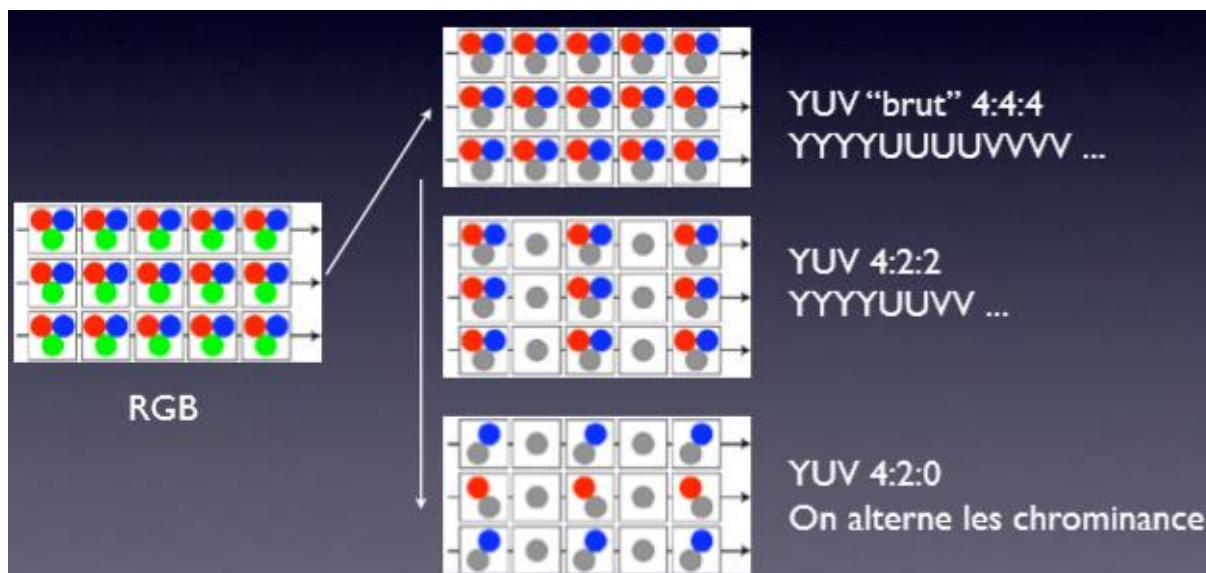 YUV “brut” 4:4:4
YYYYUUUUVVVV ...
YUV 4:2:2
YYYYUUVV ...
RGB
YUV 4:2:0
On alterne les chrominance